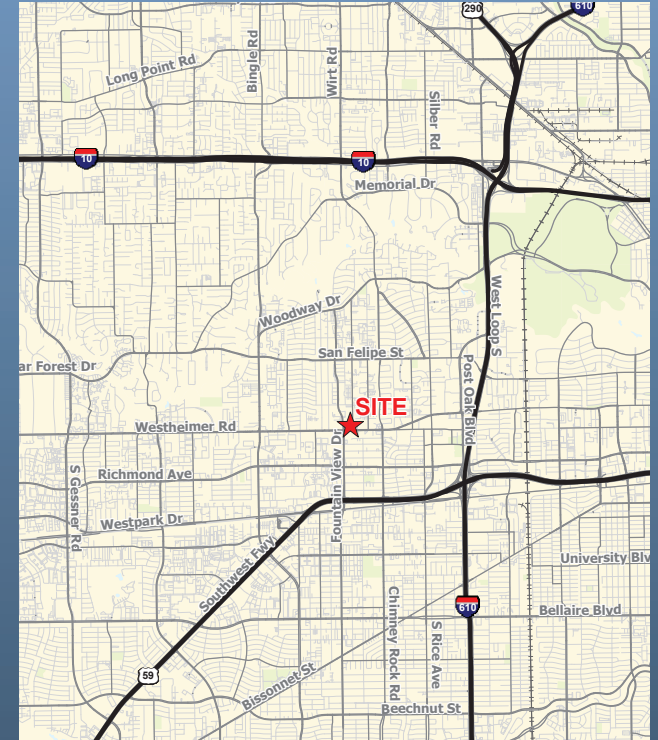 290
610
Long Point Rd
Bingle Rd
Wirt Rd
Silber Rd
10
10
Memorial Dr
West Loop S
Woodway Dr
San Felipe St
ar Forest Dr
Post Oak Blvd
SITE
Westheimer Rd
Fountain View Dr
Richmond Ave
S Gessner Rd
Westpark Dr
Southwest Fwy
University Blv
Chimney Rock Rd
610
Bellaire Blvd
S Rice Ave
59
Bissonnet St
Beechnut St